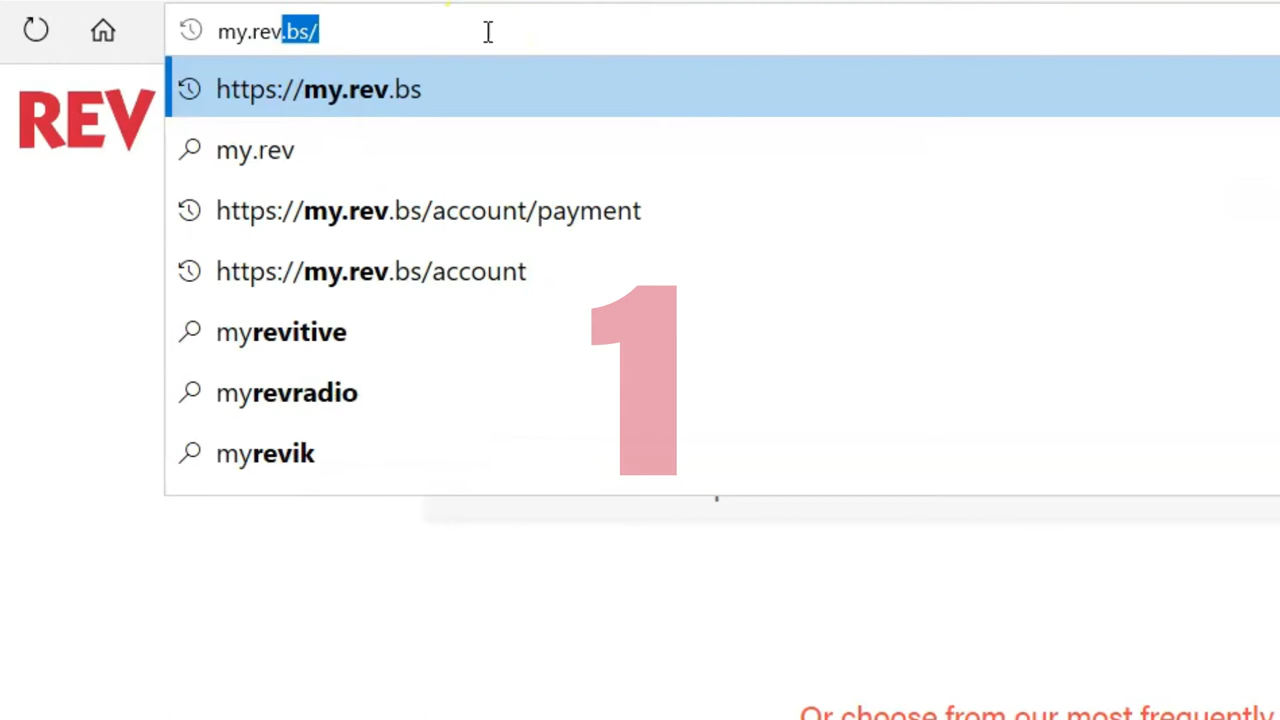 my.rev.bs/
REV
https://my.rev.bs
my.rev
https://my.rev.bs/account/payment
https://my.rev.bs/account
myrevitive
myrevradio
myrevik
1
Or choose from our most frequently